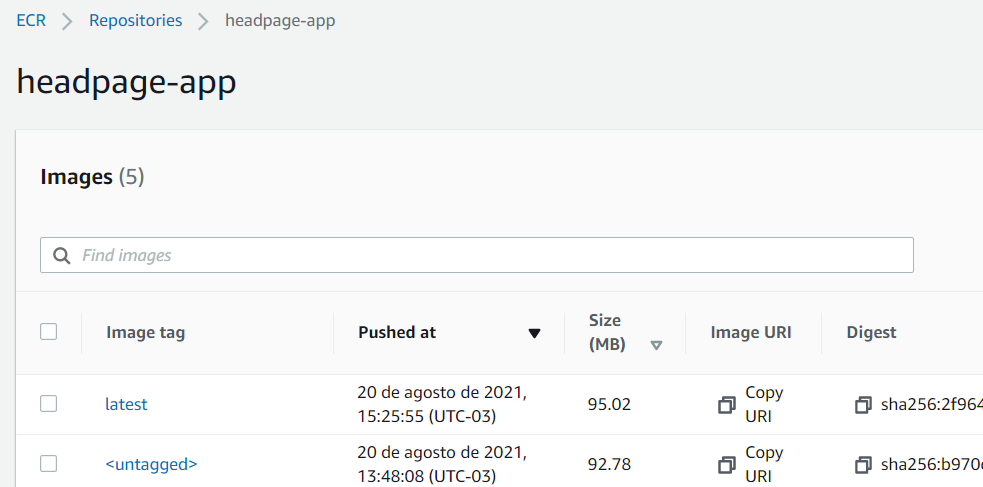 ECR > Repositories > headpage-app
headpage-app
Images (5)
Find images
Image tag
Pushed at
Size
(MB)
Image URI
Digest
latest
20 de agosto de 2021,
15:25:55 (UTC-03)
95.02
Copy
URI
sha256:2f964
<untagged>
20 de agosto de 2021,
13:48:08 (UTC-03)
92.78
Copy
URI
sha256:b970